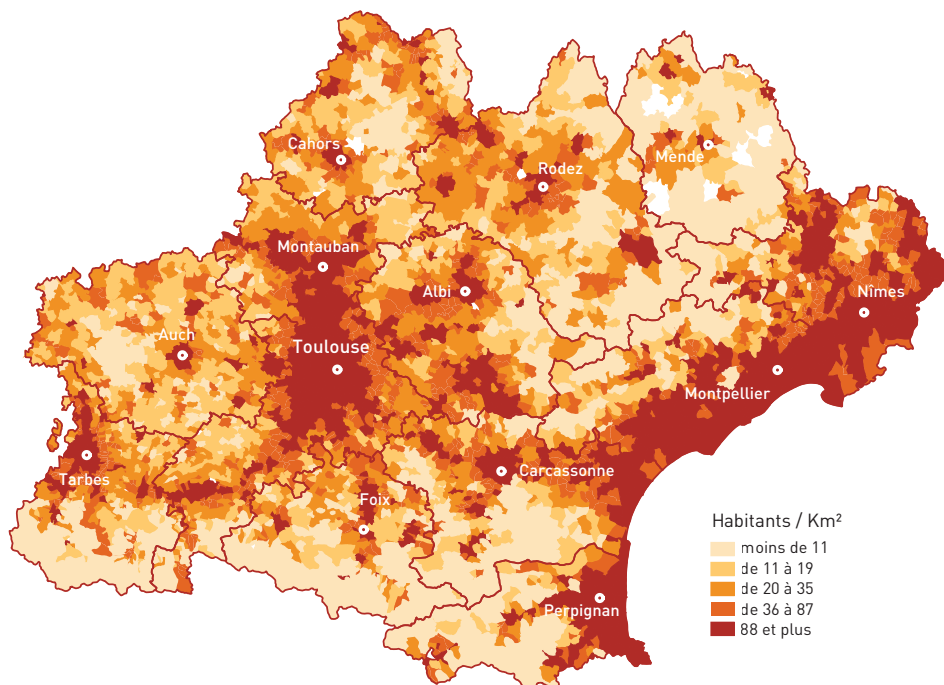 Cahors
Rodez
Mende
Montauban
Albi
Nîmes
Auch
Toulouse
Montpellier
Tarbes
Carcassonne
Foix
Perpignan
Habitants / Km²
moins de 11
de 11 à 19
de 20 à 35
de 36 à 87
88 et plus